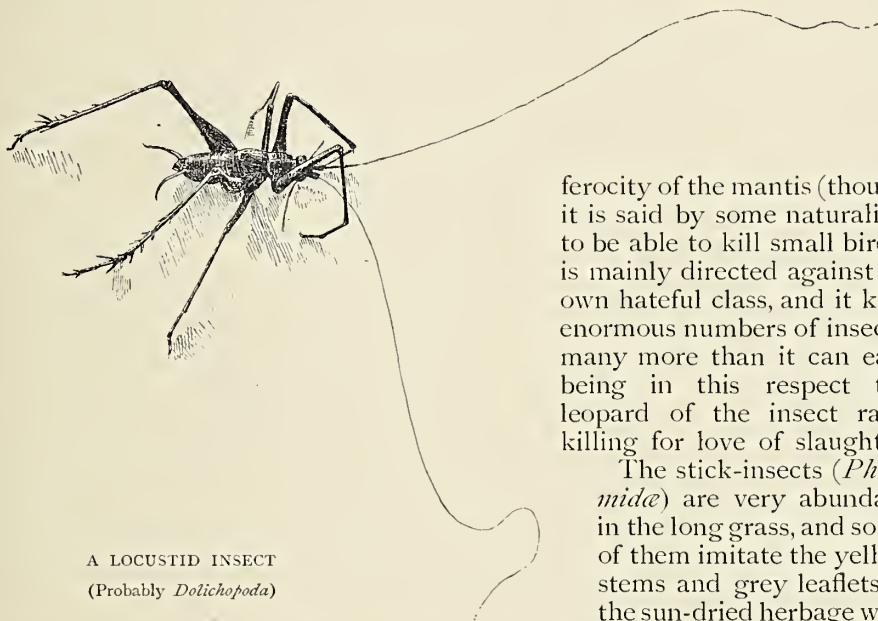 ferocity of the mantis (thou
it is said by some naturali
to be able to kill small bir
is mainly directed against
own hateful class, and it k
enormous numbers of insec
many more than it can ea
being in this respect t
leopard of the insect ra
killing for love of slaught
The stick-insects (Ph
midæ) are very abunda
in the long grass, and so
of them imitate the yell
stems and grey leaflets
the sun-dried herbage w
A LOCUSTID INSECT
(Probably Dolichopoda)